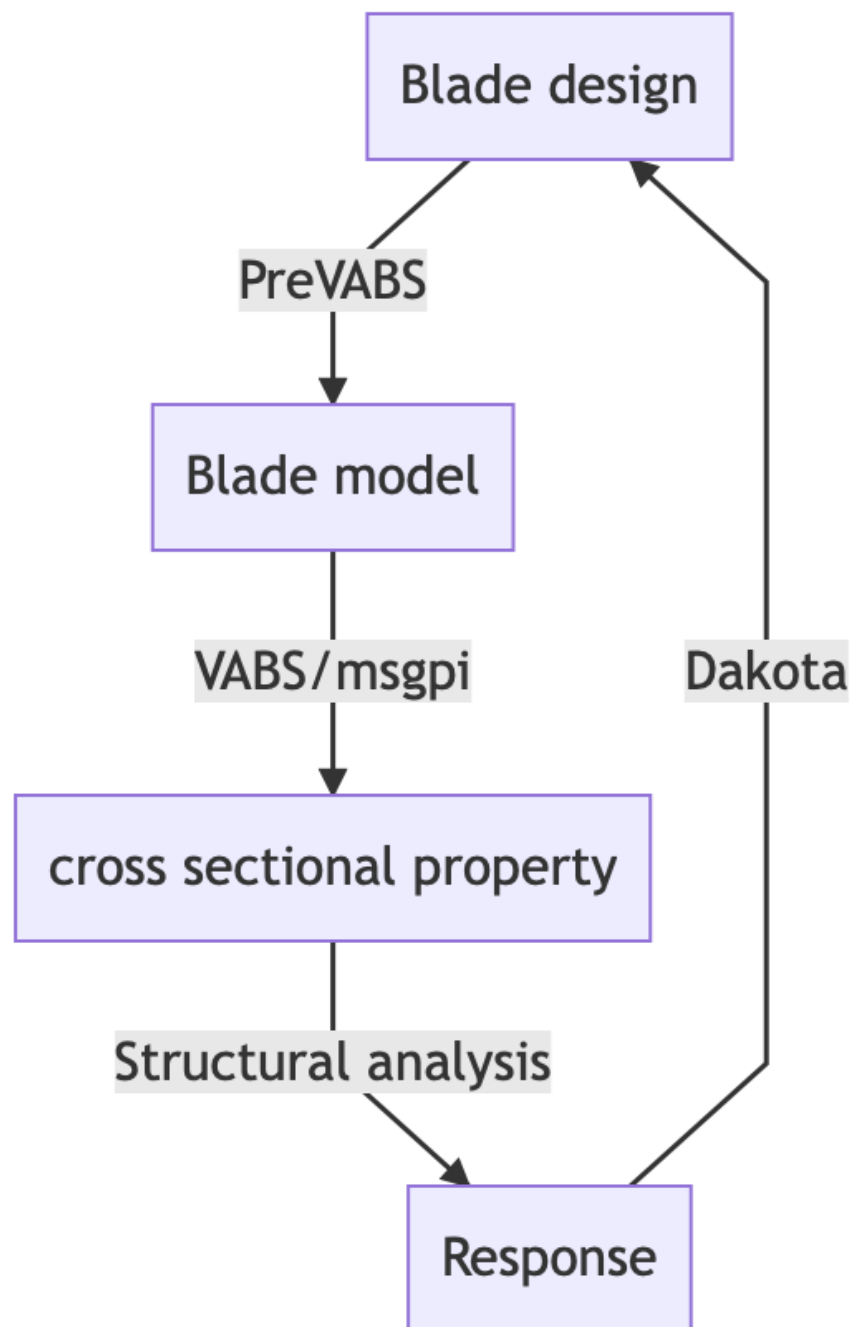 Blade design
PreVABS
Blade model
VABS/msgpi
Dakota
cross sectional property
Structural analysis
Response